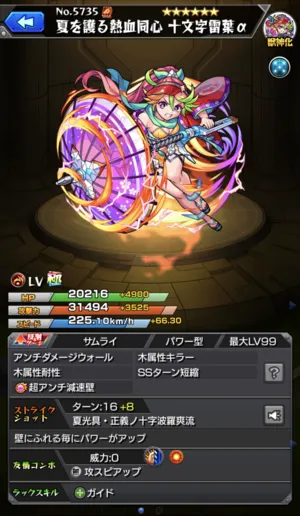 No.5735 ★★★★★★
夏を護る熱血同心 十文字雷葉α
獣神化
LV 極
HP 20216 +4900
攻撃力 31494 +3525
スピード 225.10km/h +66.30
サムライ パワー型 最大LV99
アンチダメージウォール 木属性キラー
木属性耐性 SSターン短縮
超アンチ減速壁
?
ストライクショット ターン:16 +8
夏光具・正義ノ十字波羅爽流
壁にふれる毎にパワーがアップ
友情コンボ 威力:0
攻スピアップ
ラックスキル ガイド